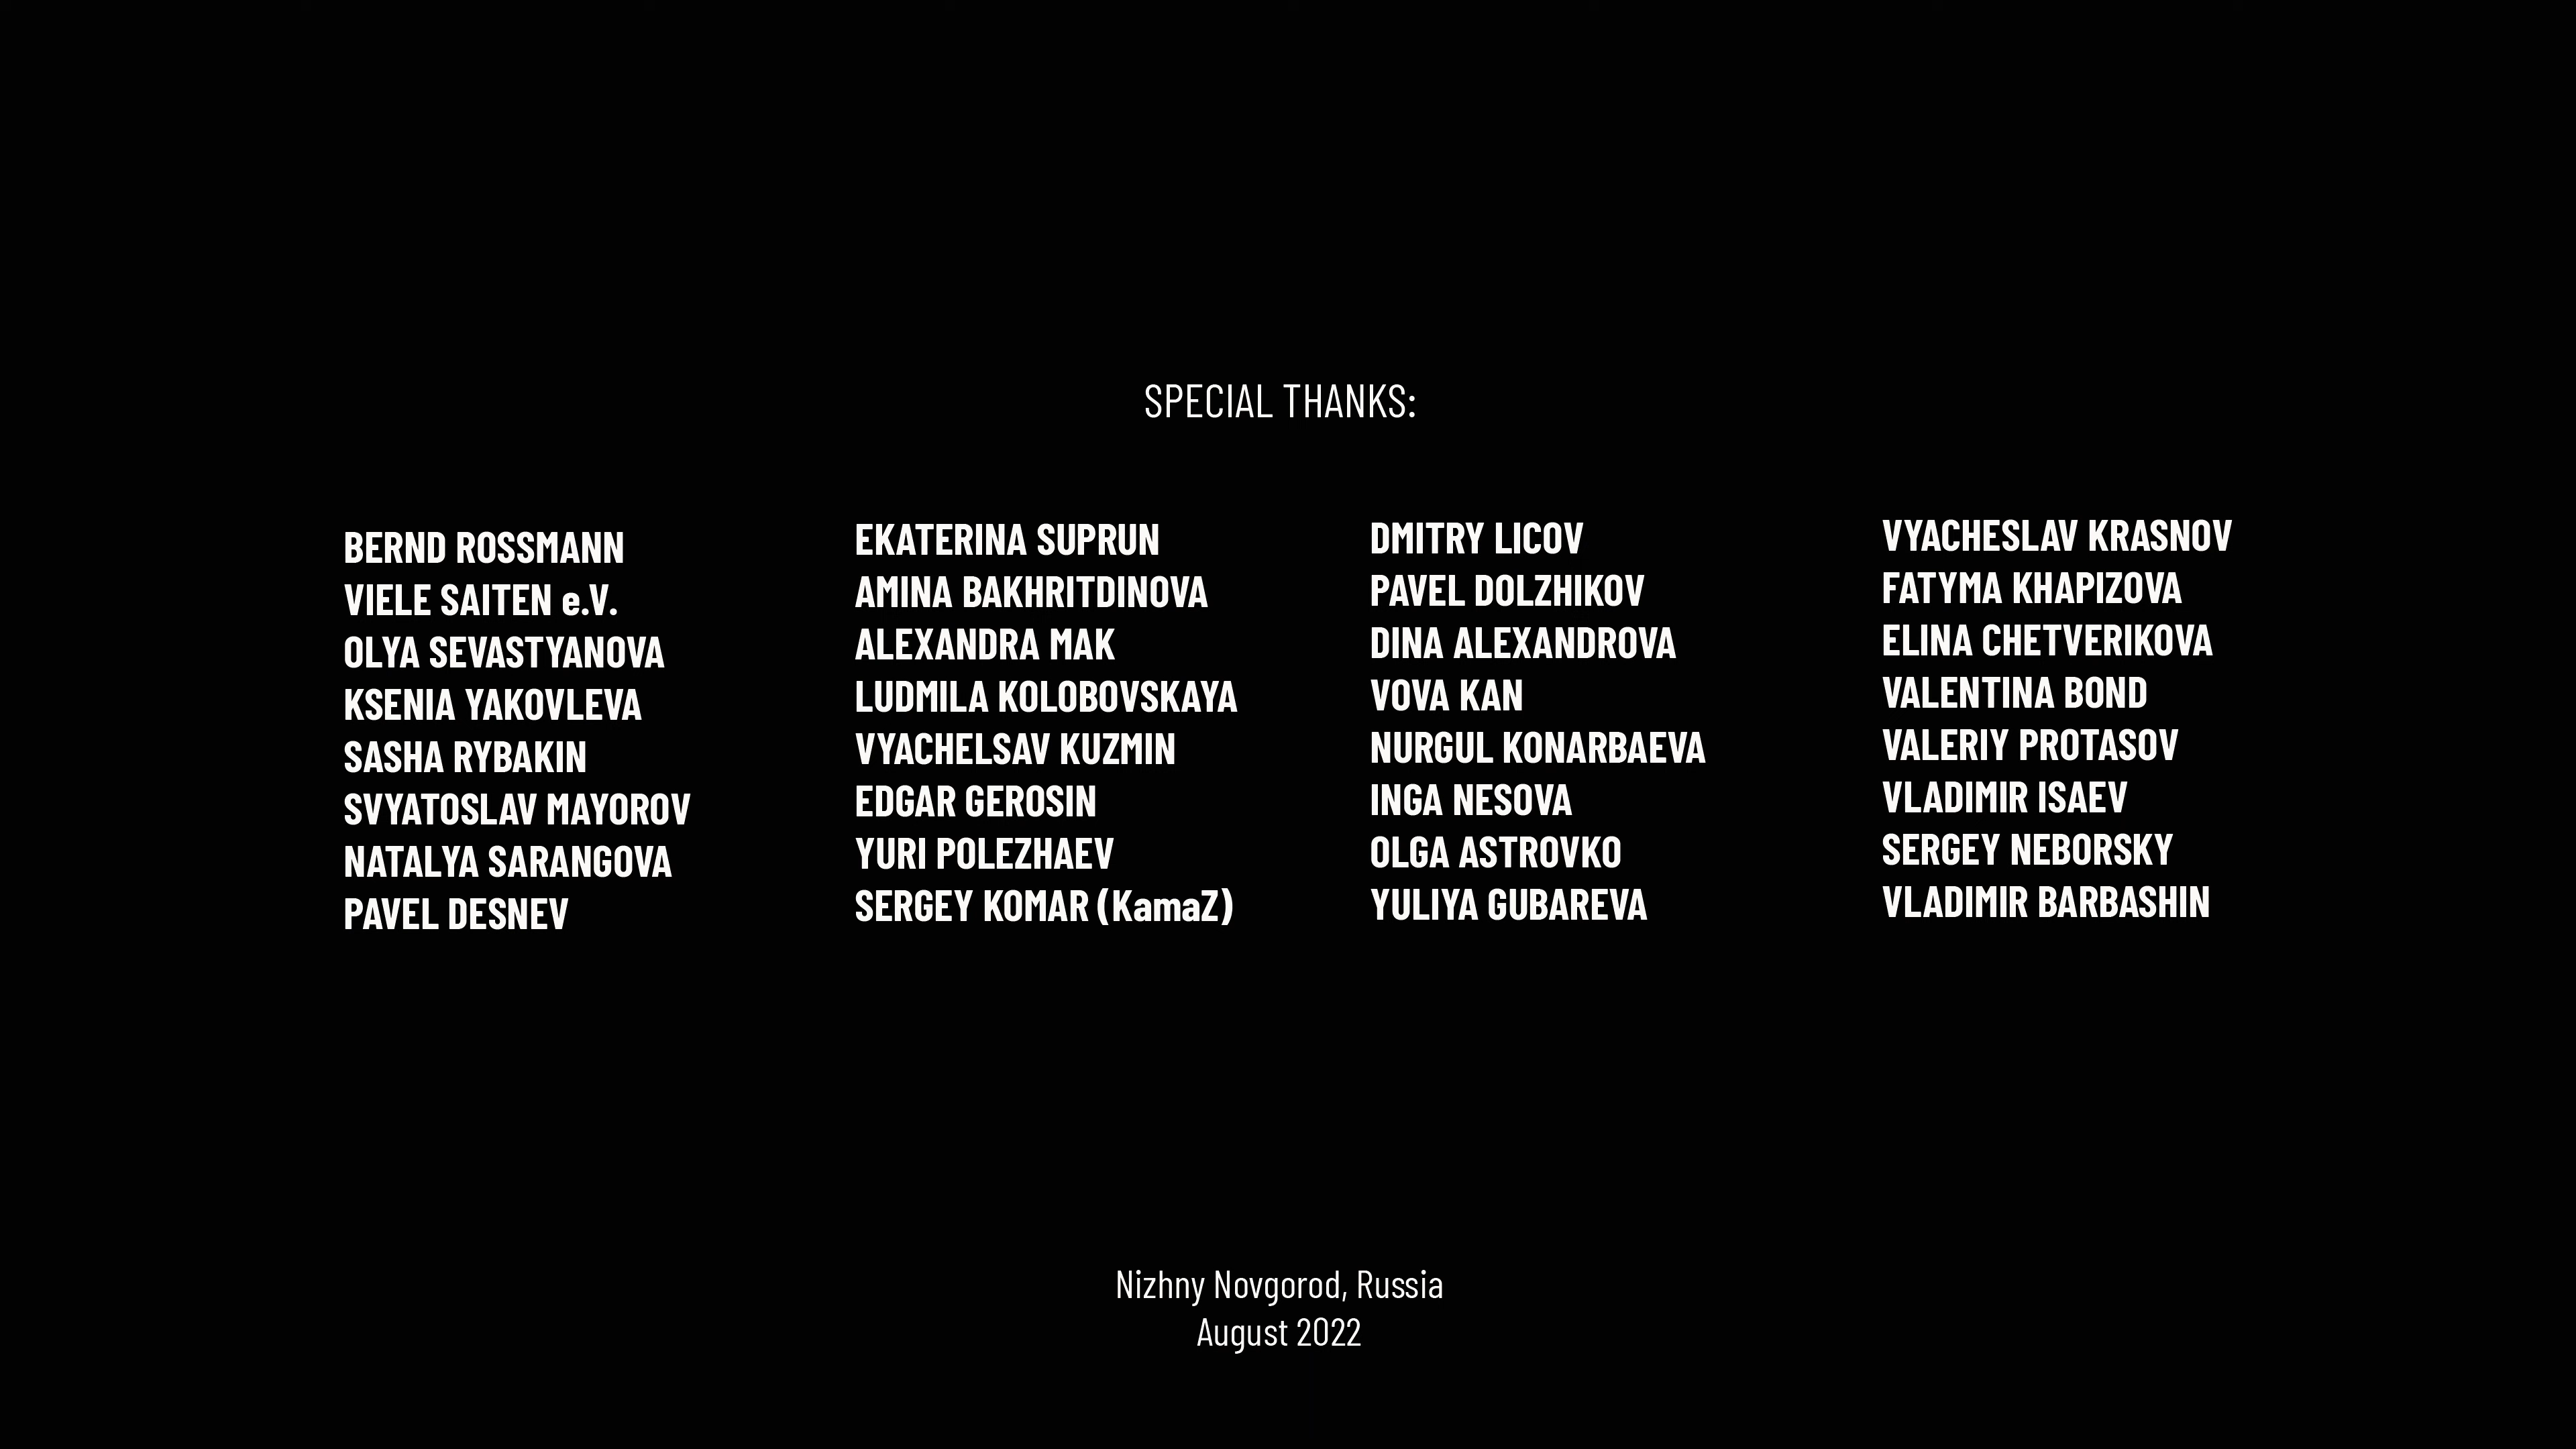 SPECIAL THANKS:
BERND ROSSMANN
VIELE SAITEN e.V.
OLYA SEVASTYANOVA
KSENIA YAKOVLEVA
SASHA RYBAKIN
SVYATOSLAV MAYOROV
NATALYA SARANGOVA
PAVEL DESNEV
EKATERINA SUPRUN
AMINA BAKHRITDINOVA
ALEXANDRA MAK
LUDMILA KOLOBOVSKAYA
VYACHELSAV KUZMIN
EDGAR GEROSIN
YURI POLEZHAEV
SERGEY KOMAR (KamaZ)
DMITRY LICOV
PAVEL DOLZHIKOV
DINA ALEXANDROVA
VOVA KAN
NURGUL KONARBAEVA
INGA NESOVA
OLGA ASTROVKO
YULIYA GUBAREVA
VYACHESLAV KRASNOV
FATYMA KHAPIZOVA
ELINA CHETVERIKOVA
VALENTINA BOND
VALERIY PROTASOV
VLADIMIR ISAEV
SERGEY NEBORSKY
VLADIMIR BARBASHIN
Nizhny Novgorod, Russia
August 2022